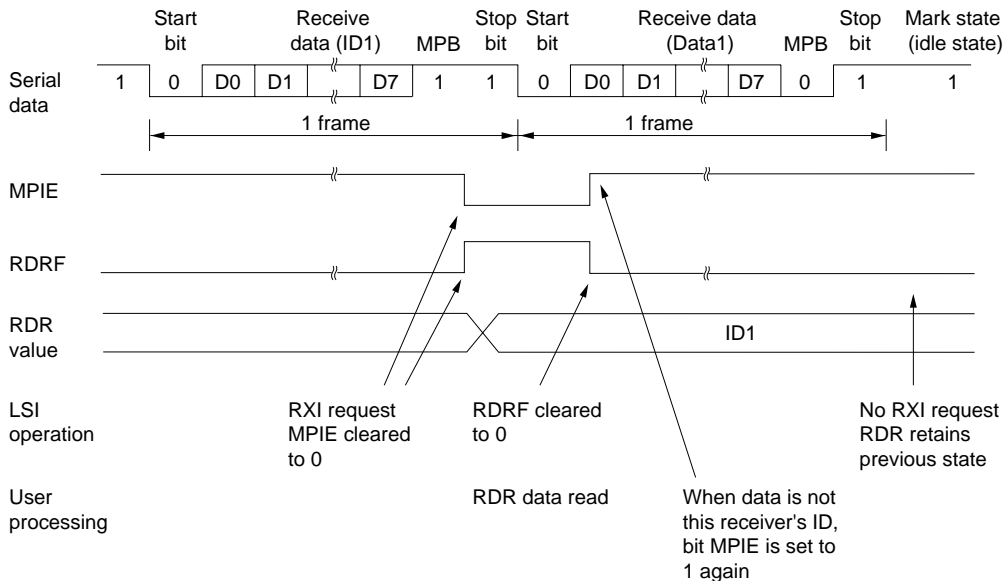 Start Receive Stop Start Receive data Stop Mark state
bit data (ID1) MPB bit bit (Data1) MPB bit (idle state)
Serial
data
1 0 D0 D1 D7 1 1 0 D0 D1 D7 0 1 1
1 frame 1 frame
MPIE
RDRF
RDR
value
ID1
LSI
operation
RXI request
MPIE cleared
to 0
RDRF cleared
to 0
No RXI request
RDR retains
previous state
User
processing
RDR data read
When data is not
this receiver's ID,
bit MPIE is set to
1 again